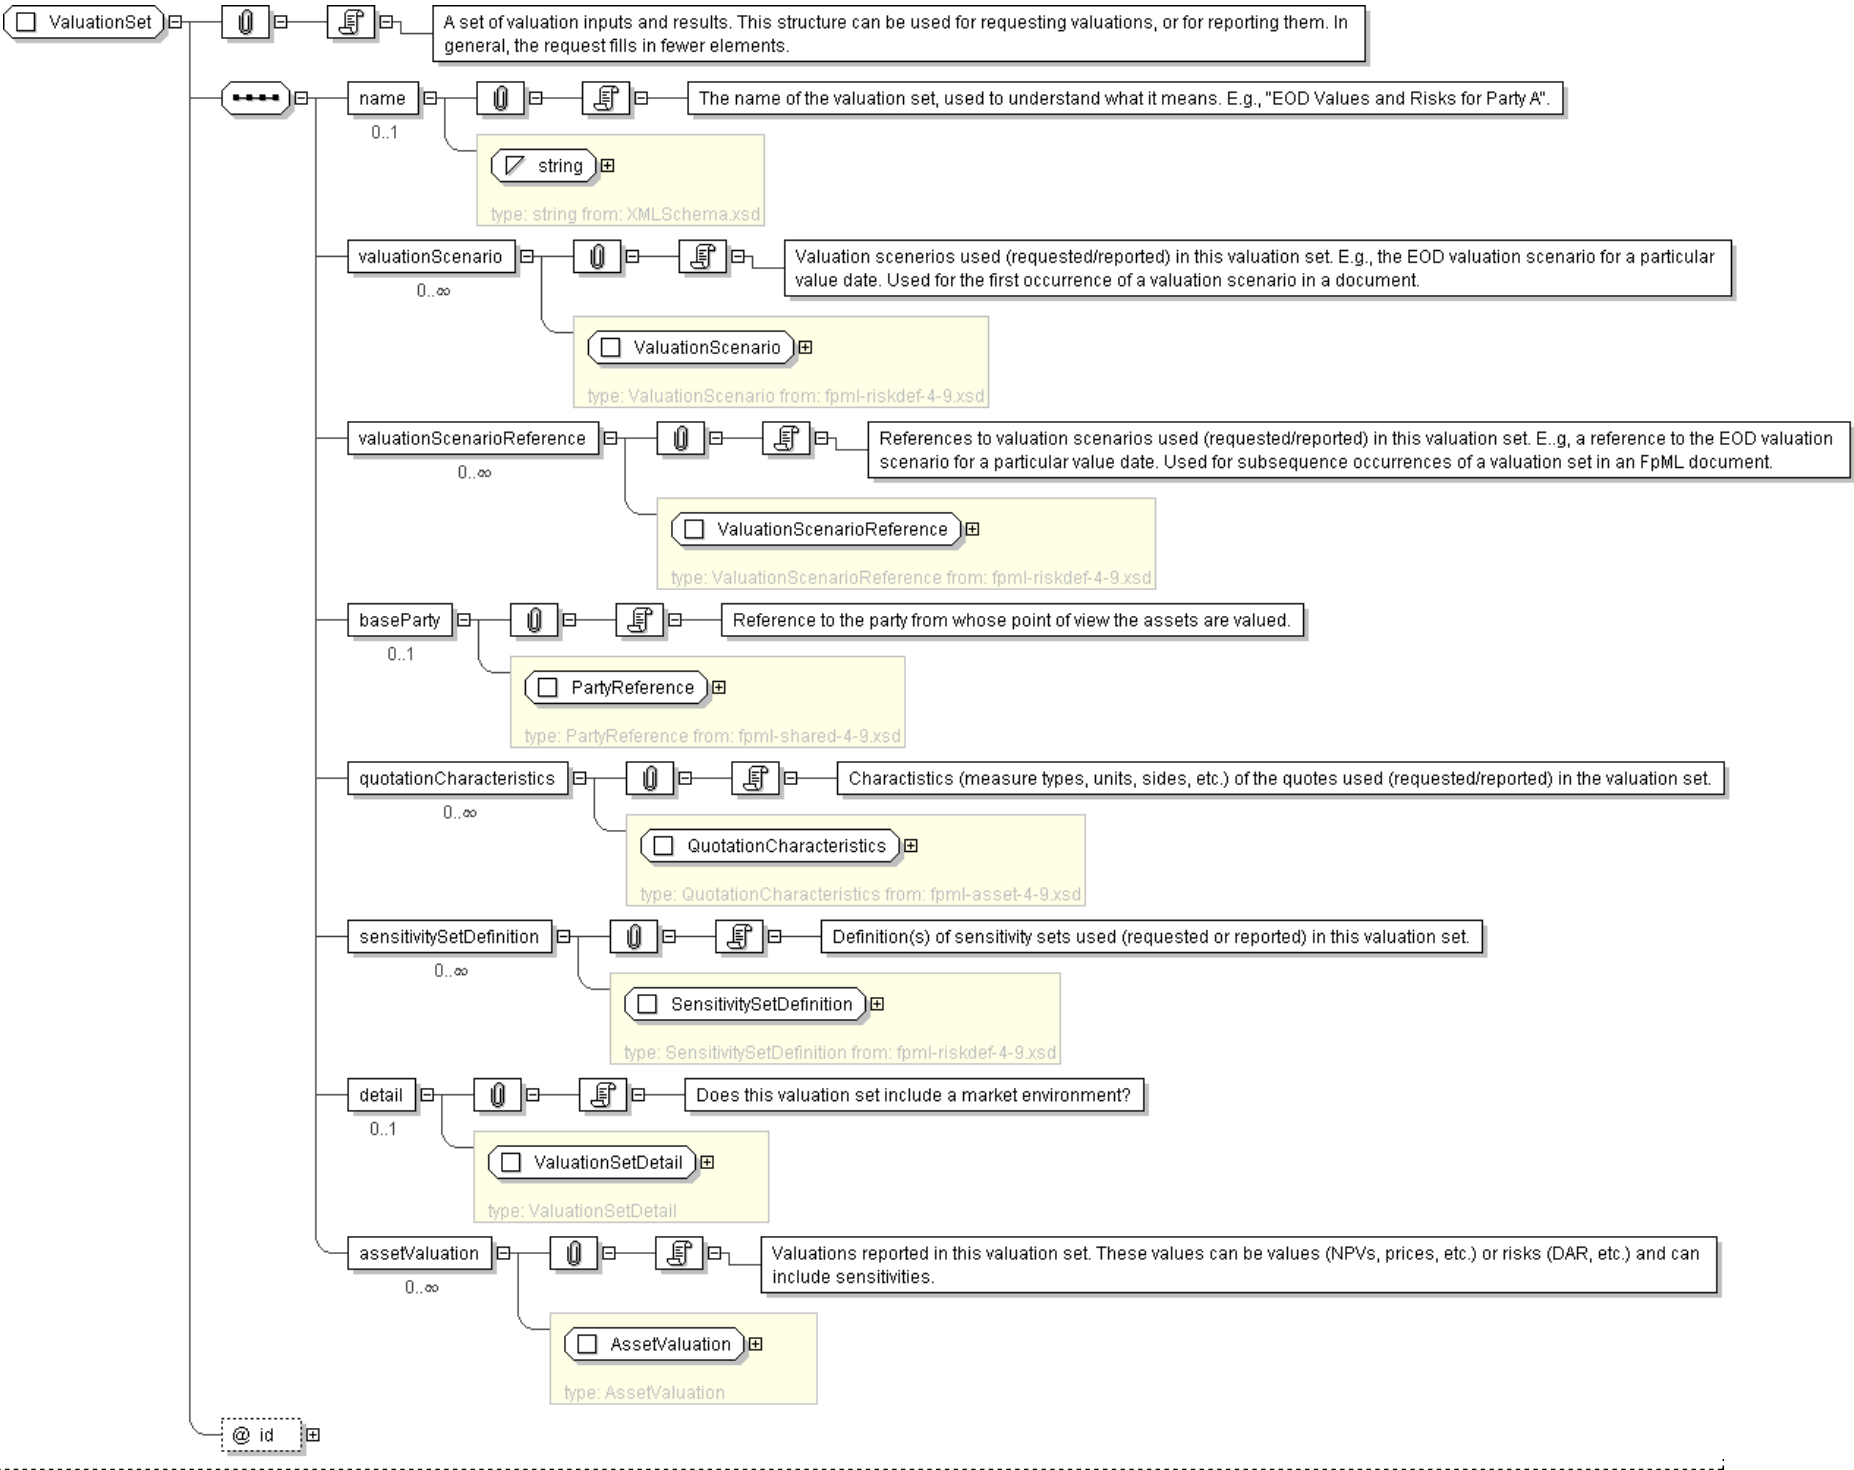 ValuationSet
A set of valuation inputs and results. This structure can be used for requesting valuations, or for reporting them. In
general, the request fills in fewer elements.
name
The name of the valuation set, used to understand what it means. E.g., "EOD Values and Risks for Party A".
0..1
string
type: string from: XMLSchema.xsd
valuationScenario
Valuation scenerios used (requested/reported) in this valuation set. E.g., the EOD valuation scenario for a particular
value date. Used for the first occurrence of a valuation scenario in a document.
0..∞
ValuationScenario
type: ValuationScenario from: fpml-riskdef-4-9.xsd
valuationScenarioReference
References to valuation scenarios used (requested/reported) in this valuation set. E..g, a reference to the EOD valuation
scenario for a particular value date. Used for subsequence occurrences of a valuation set in an FpML document.
0..∞
ValuationScenarioReference
type: ValuationScenarioReference from: fpml-riskdef-4-9.xsd
baseParty
Reference to the party from whose point of view the assets are valued.
0..1
PartyReference
type: PartyReference from: fpml-shared-4-9.xsd
quotationCharacteristics
Charactistics (measure types, units, sides, etc.) of the quotes used (requested/reported) in the valuation set.
0..∞
QuotationCharacteristics
type: QuotationCharacteristics from: fpml-asset-4-9.xsd
sensitivitySetDefinition
Definition(s) of sensitivity sets used (requested or reported) in this valuation set.
0..∞
SensitivitySetDefinition
type: SensitivitySetDefinition from: fpml-riskdef-4-9.xsd
detail
Does this valuation set include a market environment?
0..1
ValuationSetDetail
type: ValuationSetDetail
assetValuation
Valuations reported in this valuation set. These values can be values (NPVs, prices, etc.) or risks (DAR, etc.) and can
include sensitivities.
0..∞
AssetValuation
type: AssetValuation
@ id